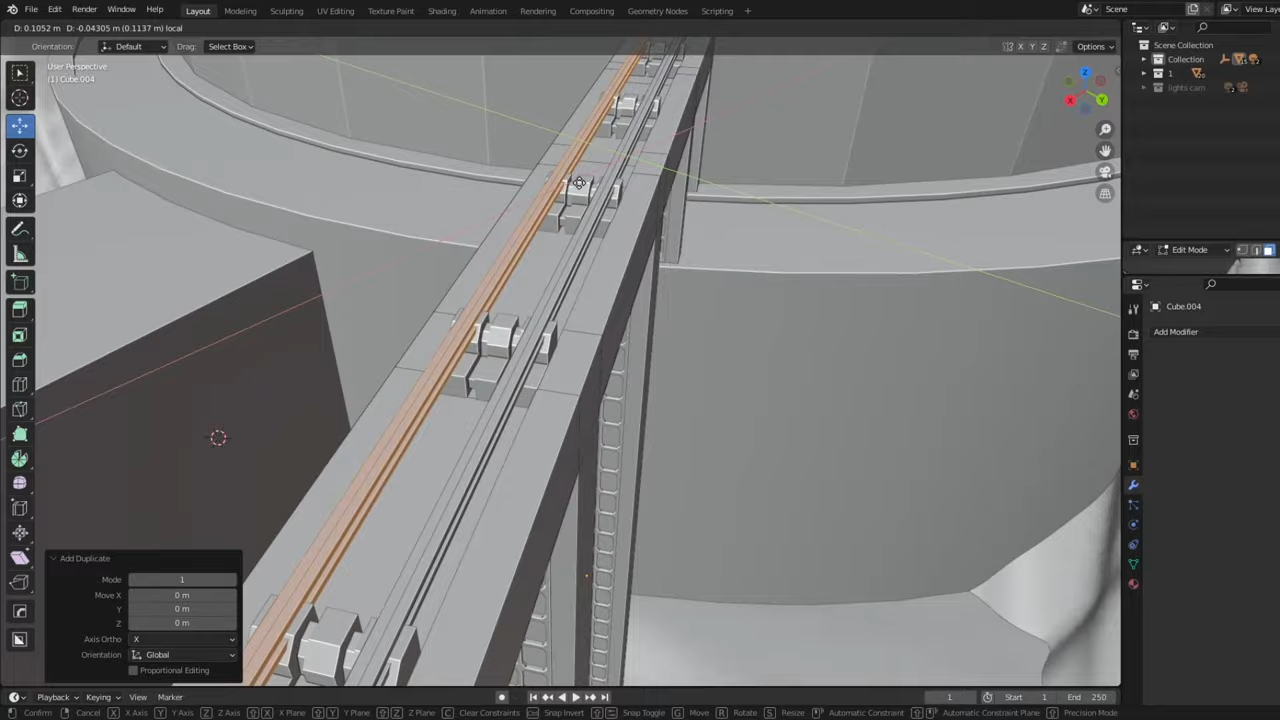 File Edit Render Window Help Layout Modeling Sculpting UV Editing Texture Paint Shading Animation Rendering Compositing Geometry Nodes Scripting + Scene View Lay
D: 0.1052 m D: -0.04305 m (0.1137 m) local
Orientation: Default Drag: Select Box X Y Z Options
User Perspective
(1) Cube.004
Z
X Y
Scene Collection
Collection
1
lights cam
Edit Mode
Cube.004
Add Modifier
Add Duplicate
Mode 1
Move X 0 m
Y 0 m
Z 0 m
Axis Ortho X
Orientation Global
Proportional Editing
Playback Keying View Marker 1 Start 1 End 250
Confirm Cancel X X Axis Y Y Axis Z Z Axis X X Plane Y Y Plane Z Z Plane C Clear Constraints Snap Invert Snap Toggle G Move R Rotate S Resize Automatic Constraint Automatic Constraint Plane Precision Mode